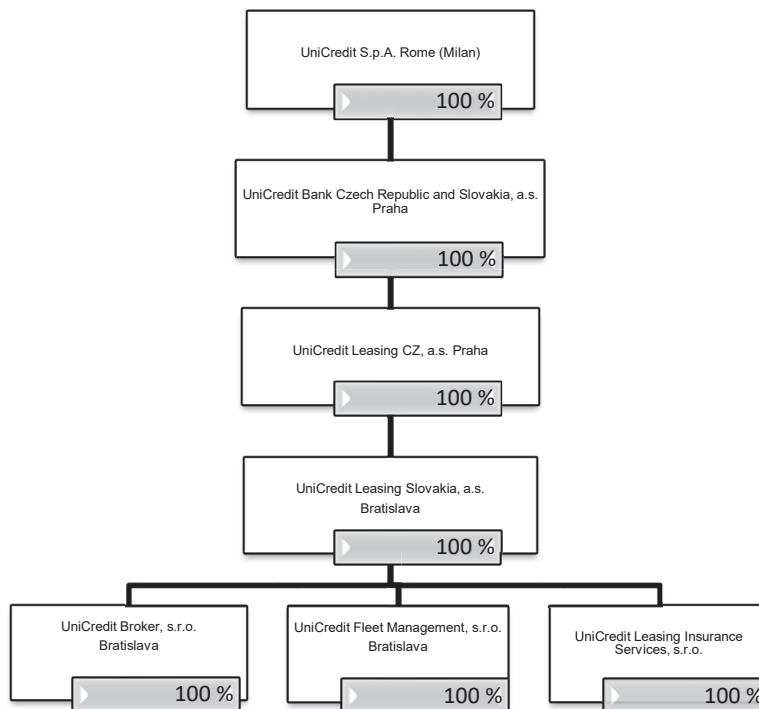 UniCredit S.p.A. Rome (Milan)
100 %
UniCredit Bank Czech Republic and Slovakia, a.s.
Praha
100 %
UniCredit Leasing CZ, a.s. Praha
100 %
UniCredit Leasing Slovakia, a.s.
Bratislava
100 %
UniCredit Broker, s.r.o.
Bratislava
100 %
UniCredit Fleet Management, s.r.o.
Bratislava
100 %
UniCredit Leasing Insurance
Services, s.r.o.
100 %